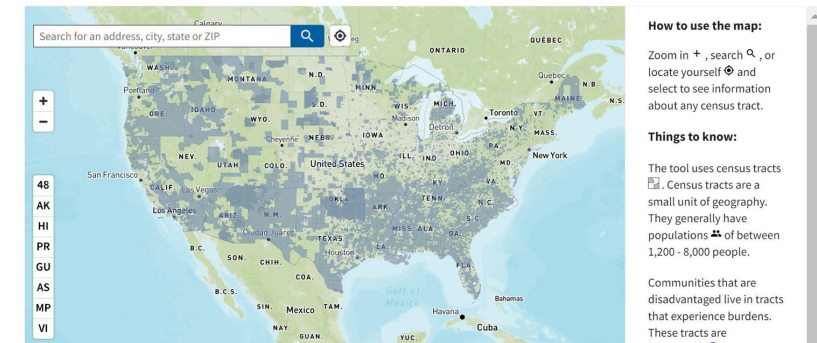 Calgary
Search for an address, city, state or ZIP
eg
ONTARIO
QUÉBEC
WASH.
Portland
MONTANA
N.D.
MINN.
Quebec
N.B.
MAINE
N.S.
ORE.
IDAHO
S.D.
WIS.
MICH.
WYO.
Madison
Toronto
VT.
Detroit
N.Y.
MASS.
Cheyenne
NEBR.
IOWA
PA.
NEV.
UTAH
COLO.
United States
ILL.
IND.
OHIO
MD.
New York
San Francisco
CALIF.
Las Vegas
MO.
KY.
VA.
Los Angeles
ARIZ.
N.M.
OKLA.
ARK.
TENN.
N.C.
S.C.
Ciudad Juárez
TEXAS
MISS.
ALA.
GA.
B.C.
SON.
CHIH.
Houston
LA.
FLA.
COA.
B.C.S.
Gulf of
Mexico
Bahamas
SIN.
Mexico
TAM.
Havana
Cuba
NAY.
GUAN.
YUC.
+
−
48
AK
HI
PR
GU
AS
MP
VI
How to use the map:
Zoom in + , search , or
locate yourself and
select to see information
about any census tract.
Things to know:
The tool uses census tracts
. Census tracts are a
small unit of geography.
They generally have
populations of between
1,200 - 8,000 people.
Communities that are
disadvantaged live in tracts
that experience burdens.
These tracts are